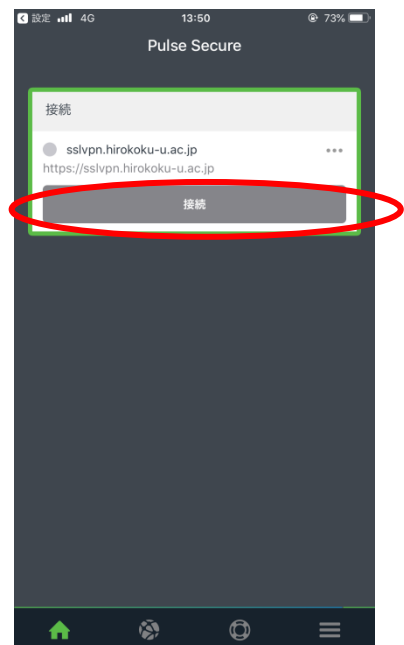 設定 4G 13:50 73%
Pulse Secure
接続
sslvpn.hirokoku-u.ac.jp
https://sslvpn.hirokoku-u.ac.jp
接続